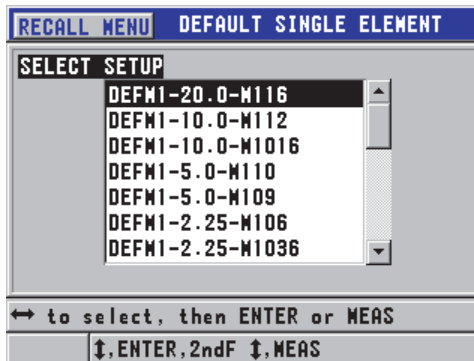 RECALL MENU DEFAULT SINGLE ELEMENT
SELECT SETUP
DEFM1-20.0-M116
DEFM1-10.0-M112
DEFM1-10.0-M1016
DEFM1-5.0-M110
DEFM1-5.0-M109
DEFM1-2.25-M106
DEFM1-2.25-M1036
↔ to select, then ENTER or MEAS
↕,ENTER,2ndF ↕,MEAS